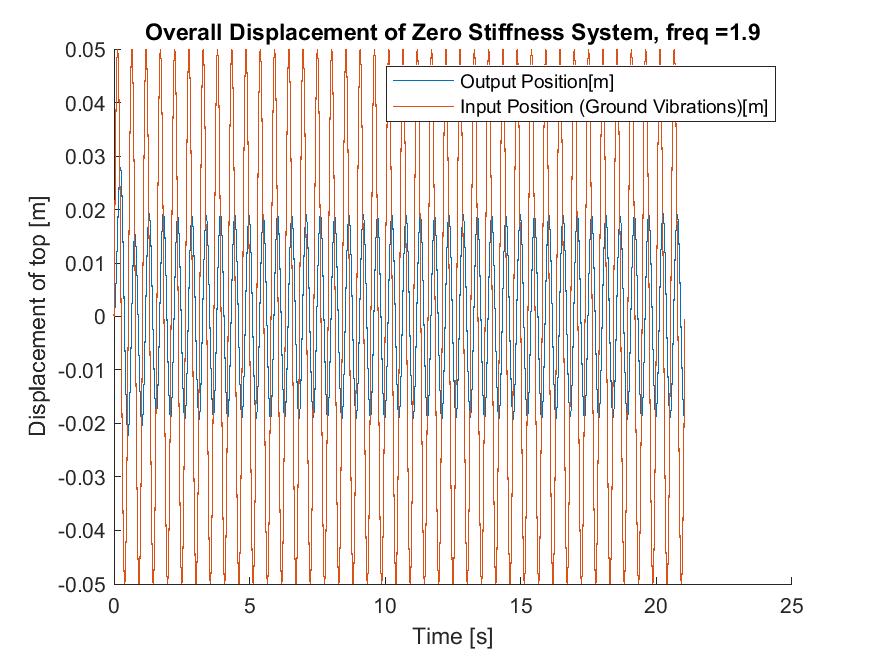 Overall Displacement of Zero Stiffness System, freq =1.9
0.05
0.04
0.03
0.02
0.01
0
-0.01
-0.02
-0.03
-0.04
-0.05
Displacement of top [m]
Output Position[m]
Input Position (Ground Vibrations)[m]
0 5 10 15 20 25
Time [s]